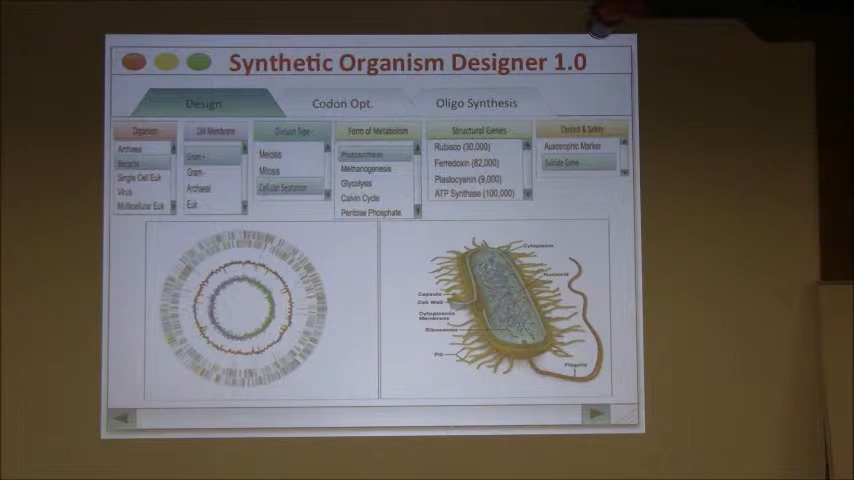 Synthetic Organism Designer 1.0
Design
Codon Opt.
Oligo Synthesis
Organism
Archaea
Bacteria
Single Cell Euk
Virus
Multicellular Euk
Cell Membrane
Gram+
Gram-
Archaeal
Euk
Division Type
Meiosis
Mitosis
Cellular Septation
Form of Metabolism
Photosynthesis
Methanogenesis
Glycolysis
Calvin Cycle
Pentose Phosphate
Structural Genes
Rubisco (30,000)
Ferredoxin (82,000)
Plastocyanin (9,000)
ATP Synthase (100,000)
Control & Safety
Auxotrophic Marker
Suicide Gene
Cytoplasm
Nucleoid
Capsule
Cell Wall
Cytoplasmic
Membrane
Ribosomes
Pili
Flagella